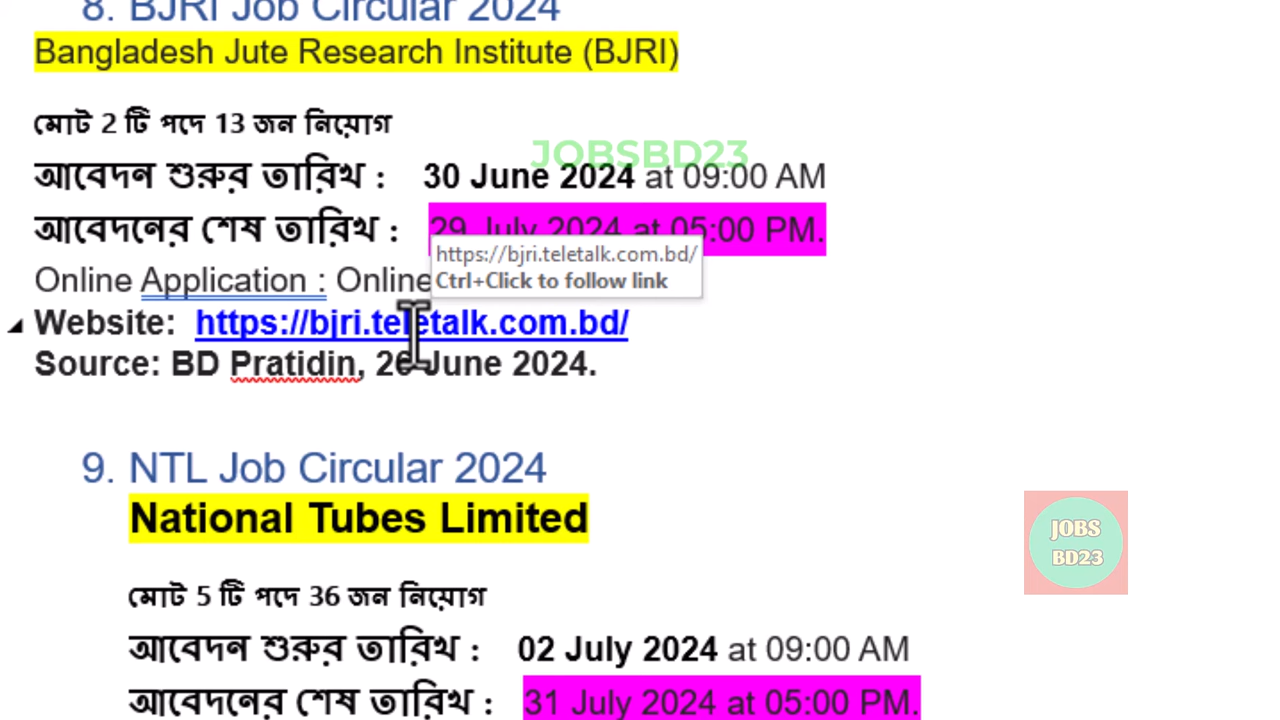 8. BJRI Job Circular 2024
Bangladesh Jute Research Institute (BJRI)
মোট 2 টি পদে 13 জন নিয়োগ
JOBSBD23
আবেদন শুরুর তারিখ : 30 June 2024 at 09:00 AM
আবেদনের শেষ তারিখ : 29 July 2024 at 05:00 PM.
https://bjri.teletalk.com.bd/
Ctrl+Click to follow link
Online Application : Online
Website: https://bjri.teletalk.com.bd/
Source: BD Pratidin, 26 June 2024.
9. NTL Job Circular 2024
National Tubes Limited
JOBS
BD23
মোট 5 টি পদে 36 জন নিয়োগ
আবেদন শুরুর তারিখ : 02 July 2024 at 09:00 AM
আবেদনের শেষ তারিখ : 31 July 2024 at 05:00 PM.